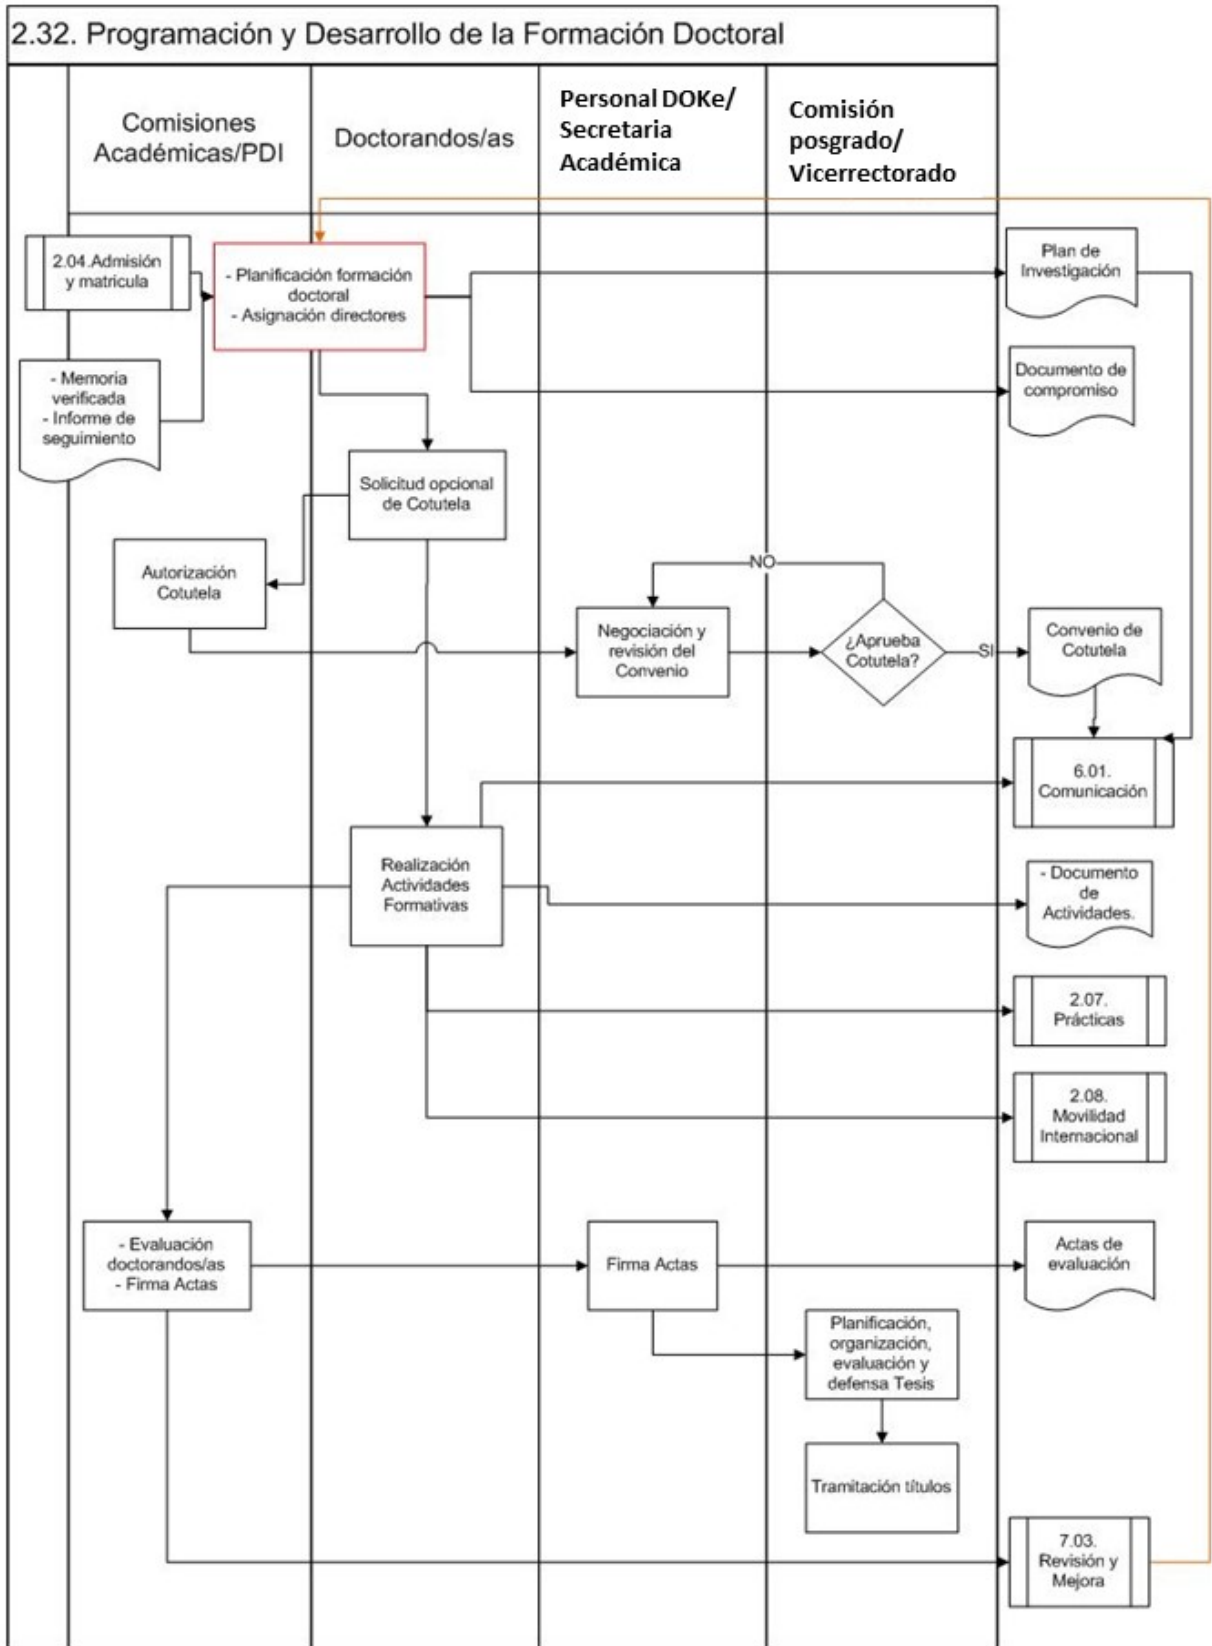 2.32. Programación y Desarrollo de la Formación Doctoral
Comisiones
Académicas/PDI
Doctorandos/as
Personal DOKe/
Secretaria
Académica
Comisión
posgrado/
Vicerrectorado
2.04.Admisión
y matricula
- Planificación formación
doctoral
- Asignación directores
Plan de
Investigación
- Memoria
verificada
- Informe de
seguimiento
Documento de
compromiso
Solicitud opcional
de Cotutela
Autorización
Cotutela
NO
Negociación y
revisión del
Convenio
¿Aprueba
Cotutela?
SI
Convenio de
Cotutela
6.01.
Comunicación
Realización
Actividades
Formativas
- Documento
de
Actividades.
2.07.
Prácticas
2.08.
Movilidad
Internacional
- Evaluación
doctorandos/as
- Firma Actas
Firma Actas
Actas de
evaluación
Planificación,
organización,
evaluación y
defensa Tesis
Tramitación títulos
7.03.
Revisión y
Mejora